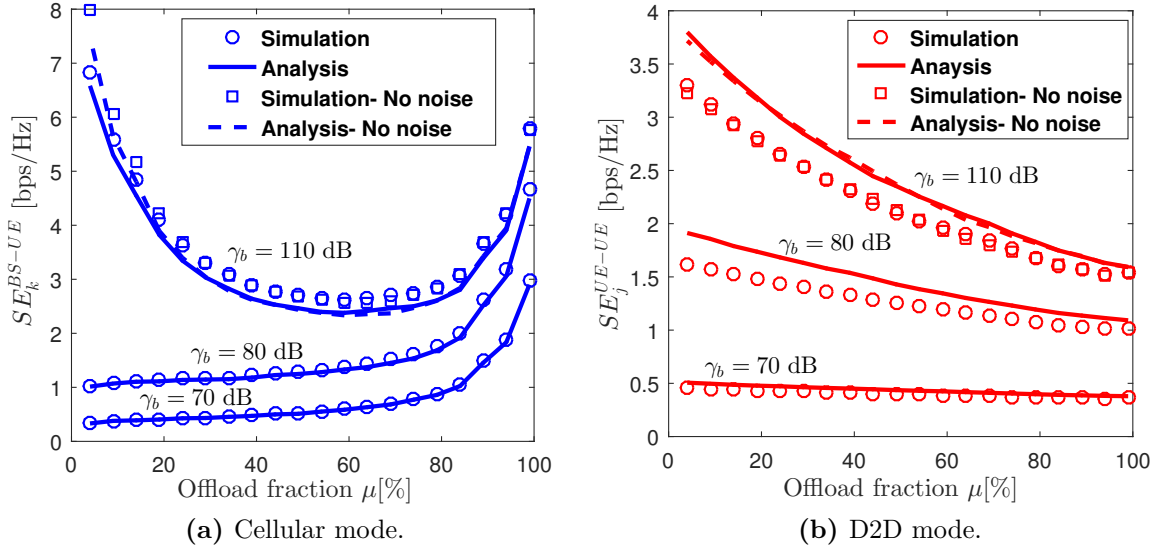 8
7
6
5
4
3
2
1
0
SE_k^{BS-UE} [bps/Hz]
Simulation
Analysis
Simulation- No noise
Analysis- No noise
γ_b = 110 dB
γ_b = 80 dB
γ_b = 70 dB
0 20 40 60 80 100
Offload fraction μ[%]
(a) Cellular mode.
4
3.5
3
2.5
2
1.5
1
0.5
0
SE_j^{UE-UE} [bps/Hz]
Simulation
Anaysis
Simulation- No noise
Analysis- No noise
γ_b = 110 dB
γ_b = 80 dB
γ_b = 70 dB
0 20 40 60 80 100
Offload fraction μ[%]
(b) D2D mode.